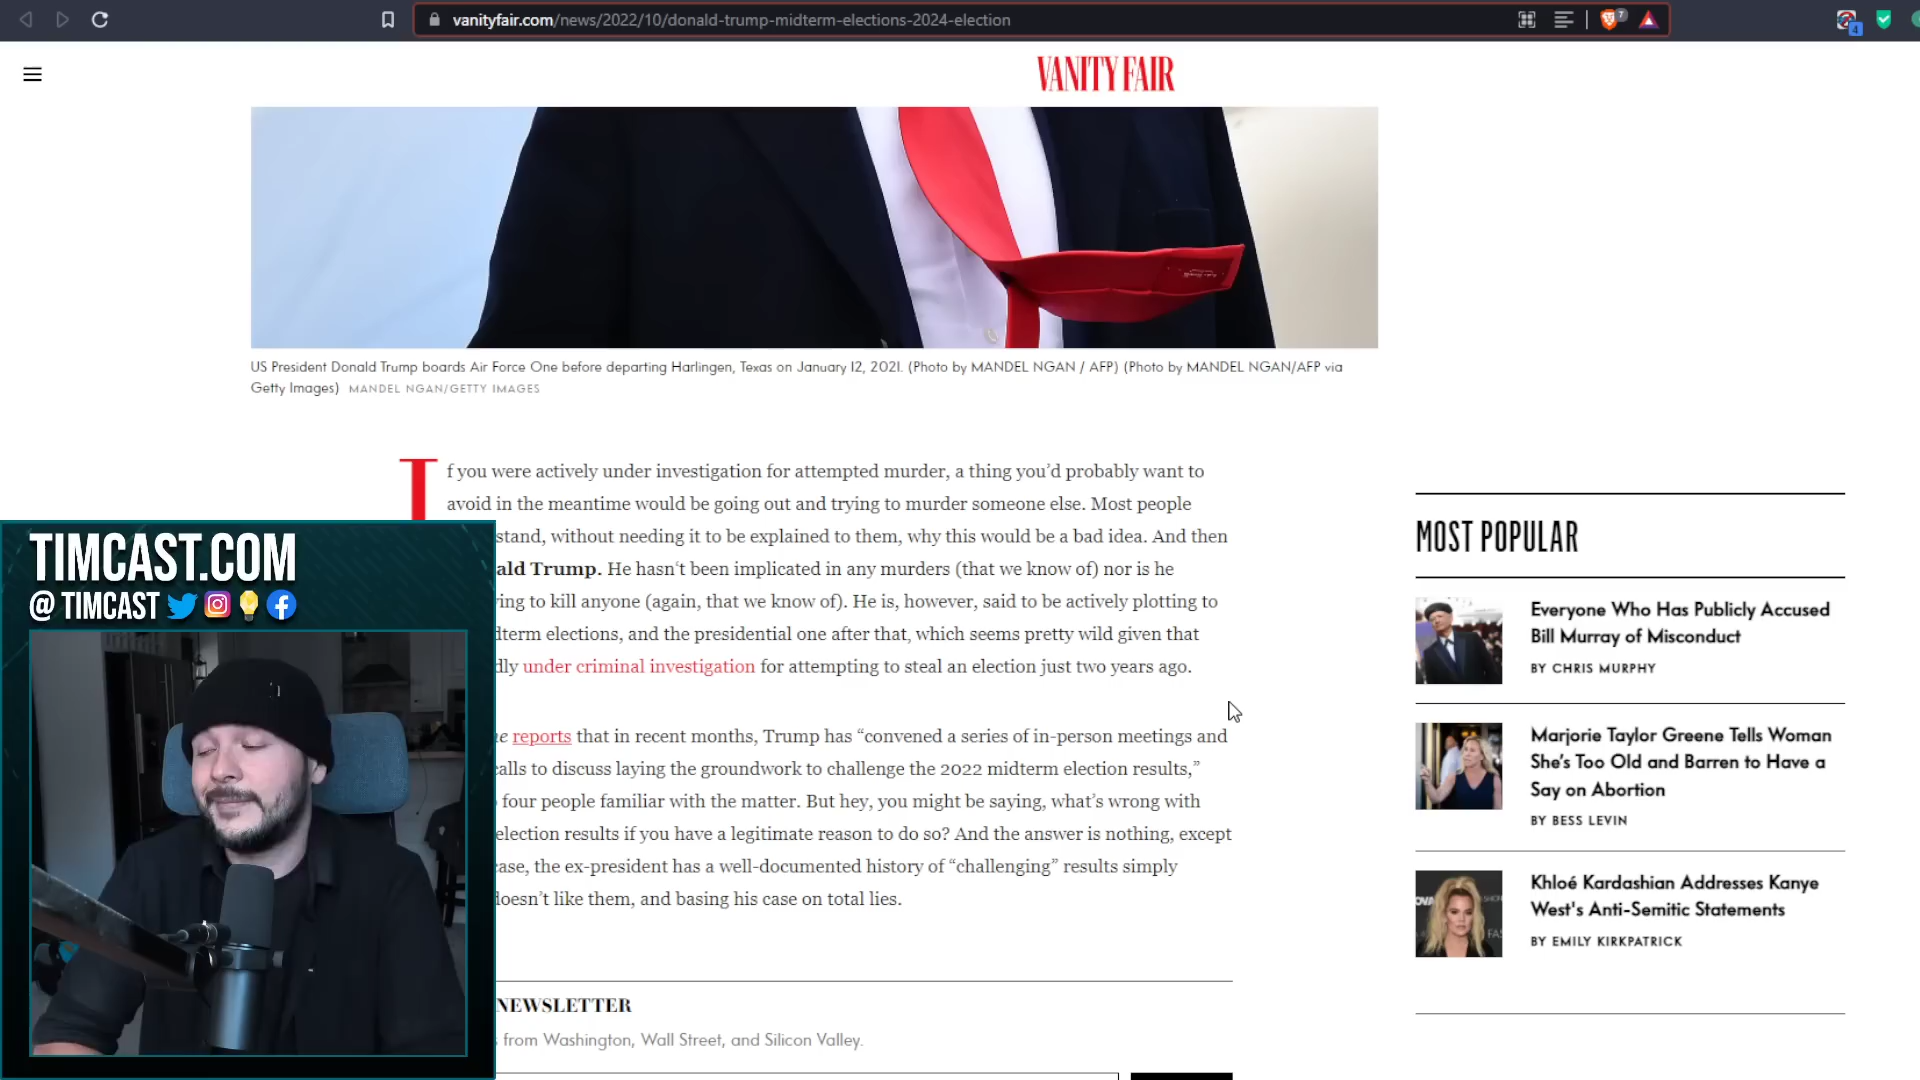 vanityfair.com/news/2022/10/donald-trump-midterm-elections-2024-election
7
4
VANITY FAIR
US President Donald Trump boards Air Force One before departing Harlingen, Texas on January 12, 2021. (Photo by MANDEL NGAN / AFP) (Photo by MANDEL NGAN/AFP via
Getty Images) MANDEL NGAN/GETTY IMAGES
If you were actively under investigation for attempted murder, a thing you'd probably want to
avoid in the meantime would be going out and trying to murder someone else. Most people
stand, without needing it to be explained to them, why this would be a bad idea. And then
ald Trump. He hasn't been implicated in any murders (that we know of) nor is he
ing to kill anyone (again, that we know of). He is, however, said to be actively plotting to
dterm elections, and the presidential one after that, which seems pretty wild given that
dly under criminal investigation for attempting to steal an election just two years ago.
e reports that in recent months, Trump has “convened a series of in-person meetings and
calls to discuss laying the groundwork to challenge the 2022 midterm election results,”
four people familiar with the matter. But hey, you might be saying, what's wrong with
election results if you have a legitimate reason to do so? And the answer is nothing, except
case, the ex-president has a well-documented history of “challenging” results simply
doesn't like them, and basing his case on total lies.
NEWSLETTER
s from Washington, Wall Street, and Silicon Valley.
MOST POPULAR
Everyone Who Has Publicly Accused
Bill Murray of Misconduct
BY CHRIS MURPHY
Marjorie Taylor Greene Tells Woman
She's Too Old and Barren to Have a
Say on Abortion
BY BESS LEVIN
Khloé Kardashian Addresses Kanye
West's Anti-Semitic Statements
BY EMILY KIRKPATRICK
TIMCAST.COM
@ TIMCAST